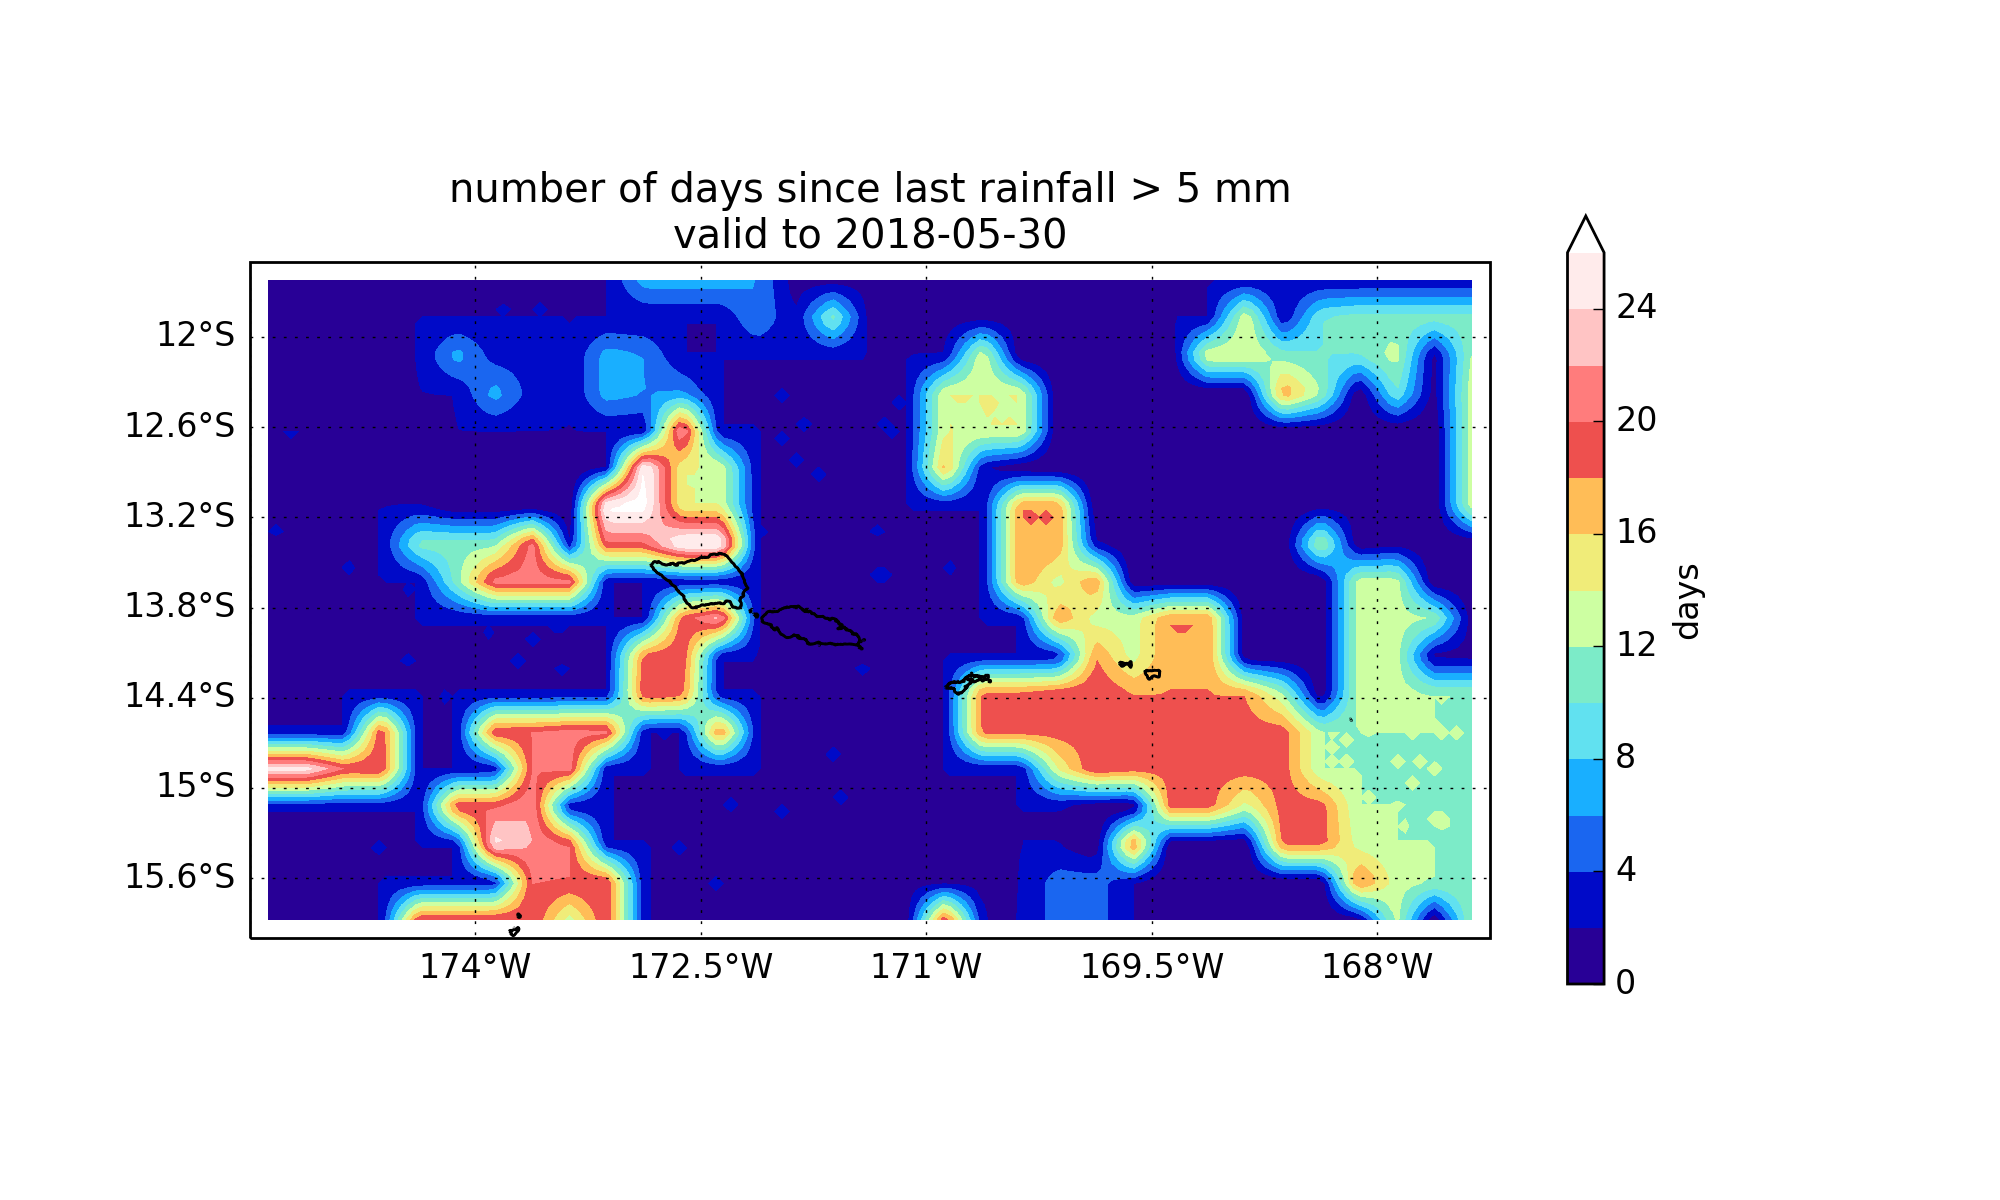 number of days since last rainfall > 5 mm
valid to 2018-05-30
12°S
12.6°S
13.2°S
13.8°S
14.4°S
15°S
15.6°S
174°W
172.5°W
171°W
169.5°W
168°W
24
20
16
12
8
4
0
days